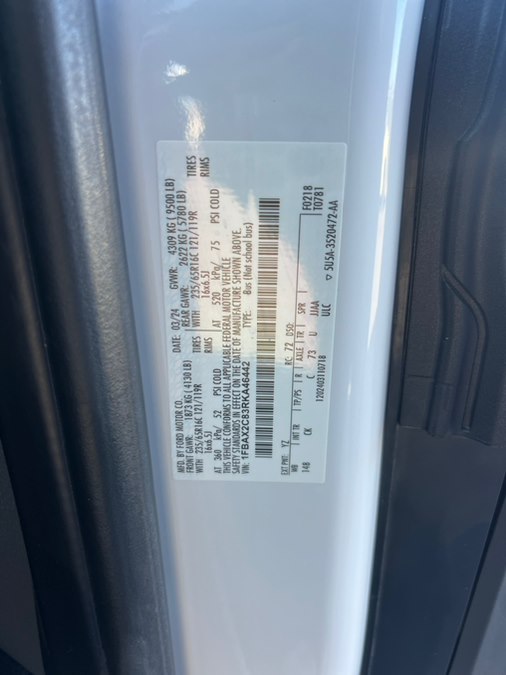 MFD. BY FORD MOTOR CO. DATE: 03/24 GVWR: 4309 KG ( 9500 LB)
FRONT GAWR: 1873 KG (4130 LB) REAR GAWR: 2622 KG ( 5780 LB)
WITH 235/65R16C 121/119R TIRES WITH 235/65R16C 121/119R TIRES
16x6.5J RIMS 16x6.5J RIMS
AT 360 kPa/ 52 PSI COLD AT 520 kPa/ 75 PSI COLD
THIS VEHICLE CONFORMS TO ALL APPLICABLE FEDERAL MOTOR VEHICLE
SAFETY STANDARDS IN EFFECT ON THE DATE OF MANUFACTURE SHOWN ABOVE.
VIN: 1FBAX2C83RKA46442 TYPE: Bus (Not school bus)
EXT PNT: YZ RC: 72 DSO: F0218
T0781
WB INT TR TP/PS R AXLE TR SPR
148 CK C 73 U JJAA
ULC 5U5A-3520472-AA
120240310718